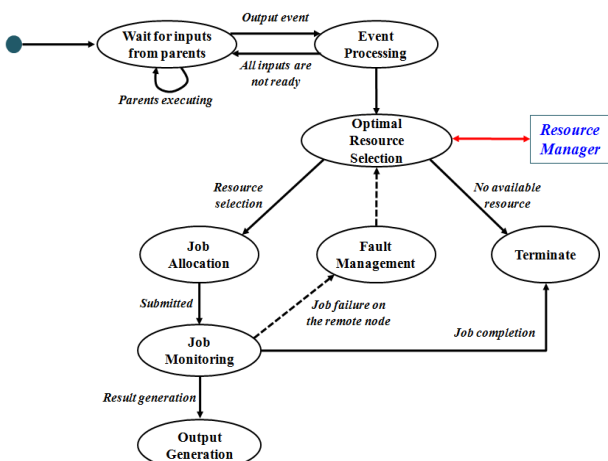 Output event
Wait for inputs
from parents
Event
Processing
All inputs are
not ready
Parents executing
Optimal
Resource
Selection
Resource
Manager
Resource
selection
No available
resource
Job
Allocation
Fault
Management
Terminate
Submitted
Job failure on
the remote node
Job
Monitoring
Job completion
Result generation
Output
Generation